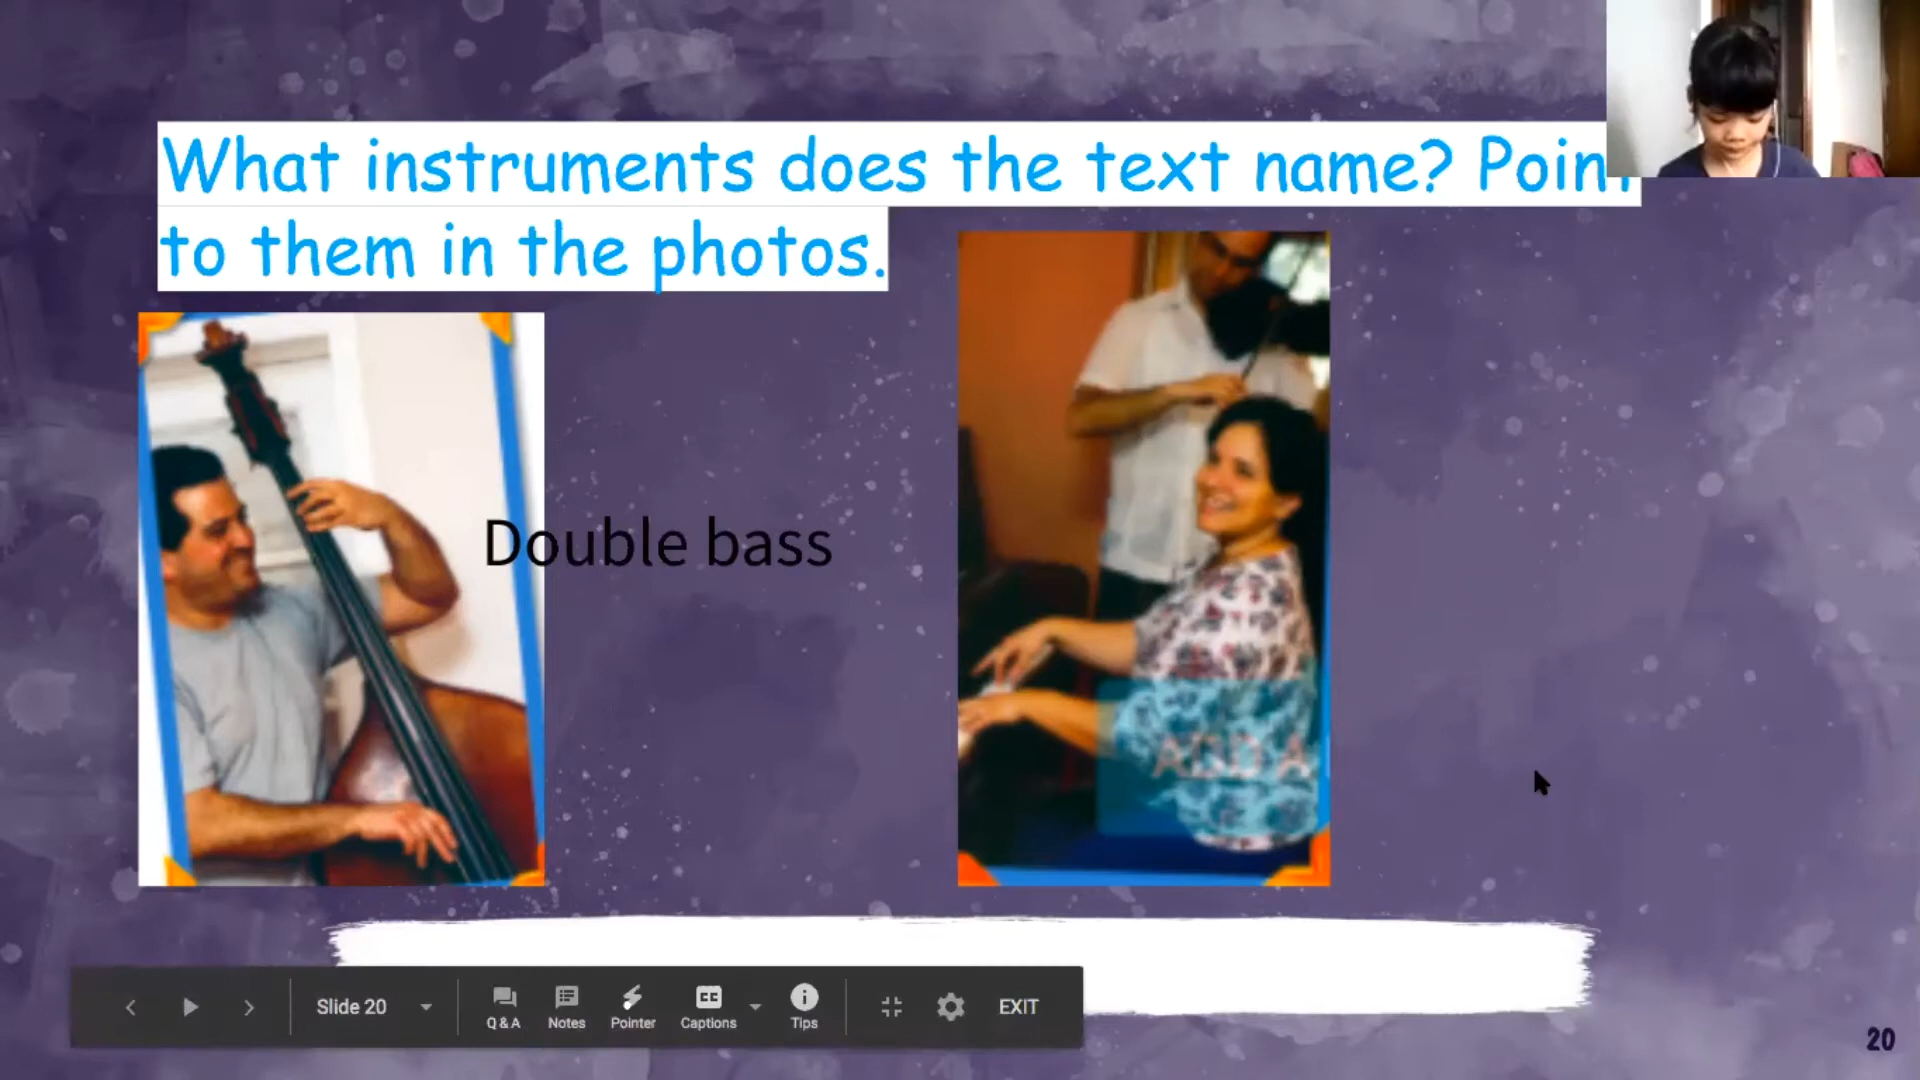 What instruments does the text name? Point
to them in the photos.
Double bass
Slide 20
Q & A
Notes
Pointer
CC
Captions
Tips
EXIT
20